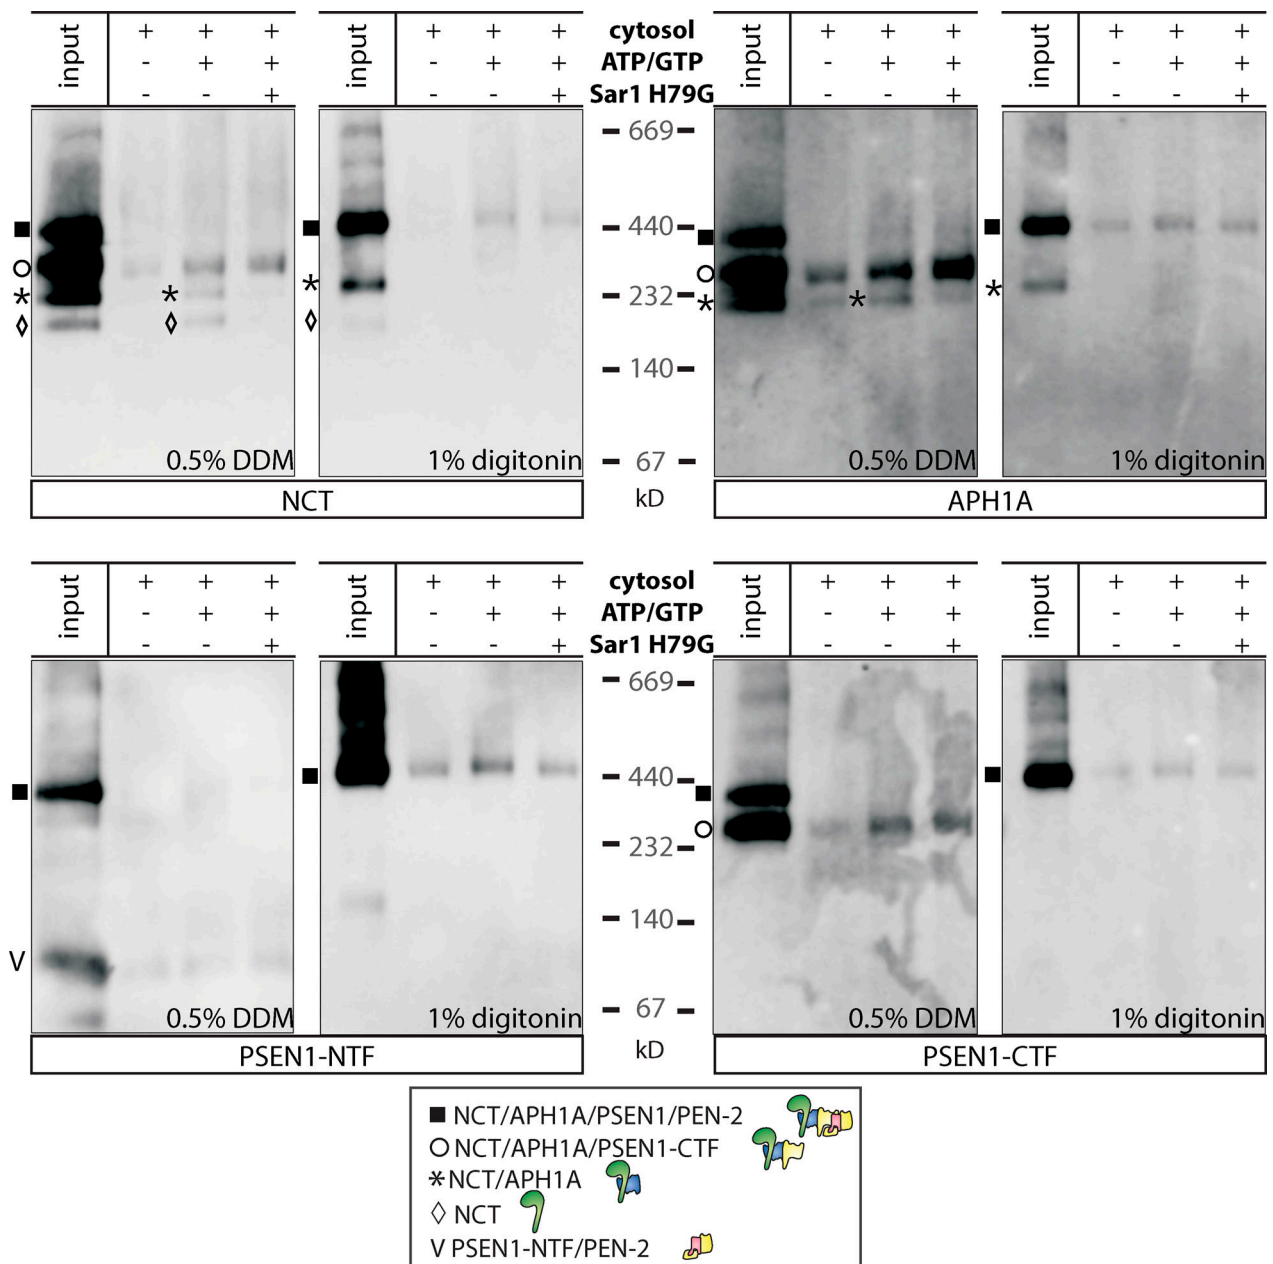 input + + + input + + + cytosol input + + + input + + +
- + + - + + ATP/GTP - + + - + +
- - + - - + Sar1 H79G - - + - - +
669
■ ■ 440 ■ ■
○ ○
* * * 232 * * *
◊ ◊ ◊
140
0.5% DDM 1% digitonin 67 0.5% DDM 1% digitonin
NCT kD APH1A
input + + + input + + + cytosol input + + + input + + +
- + + - + + ATP/GTP - + + - + +
- - + - - + Sar1 H79G - - + - - +
669
■ ■ 440 ■ ■
○
232
140
V
0.5% DDM 1% digitonin 67 0.5% DDM 1% digitonin
PSEN1-NTF kD PSEN1-CTF
■ NCT/APH1A/PSEN1/PEN-2
○ NCT/APH1A/PSEN1-CTF
* NCT/APH1A
◊ NCT
V PSEN1-NTF/PEN-2